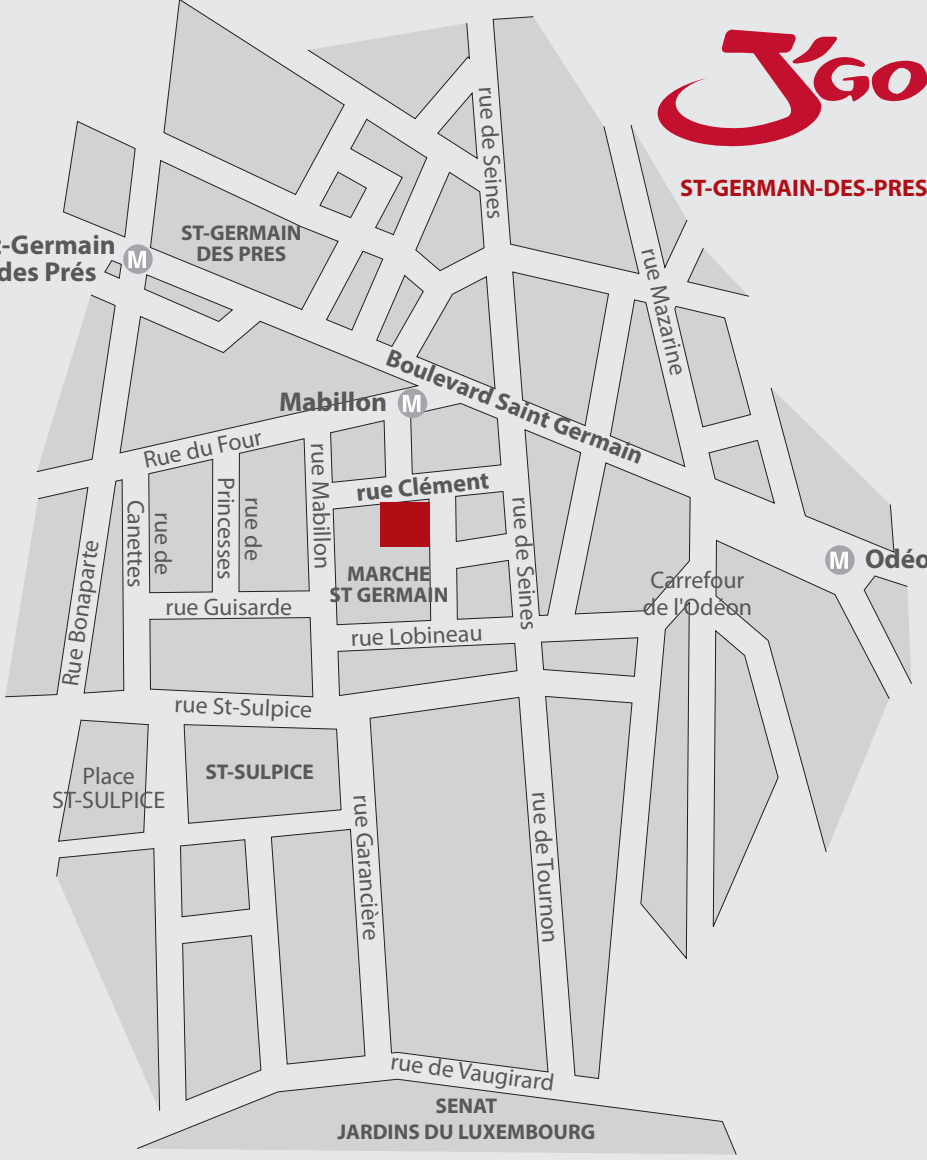 J'GO
ST-GERMAIN-DES-PRES
rue de Seines
ST-GERMAIN
DES PRES
t-Germain
des Prés
M
rue Mazarine
Boulevard Saint Germain
Mabillon
M
Rue du Four
rue Clément
rue Mabillon
rue de
Princesses
rue de
Canettes
Rue Bonaparte
rue de Seines
M
Odéo
MARCHE
ST GERMAIN
Carrefour
de l'Odéon
rue Guisarde
rue Lobineau
rue St-Sulpice
Place
ST-SULPICE
ST-SULPICE
rue Garancière
rue de Tournon
rue de Vaugirard
SENAT
JARDINS DU LUXEMBOURG